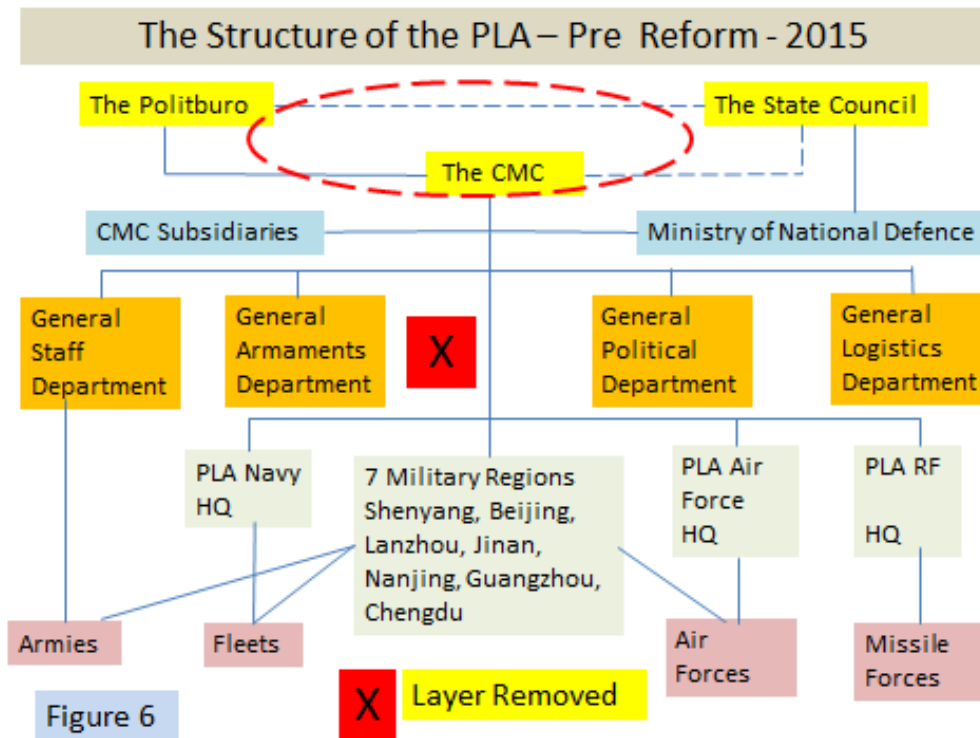 The Structure of the PLA – Pre Reform - 2015
The Politburo
The State Council
The CMC
CMC Subsidiaries
Ministry of National Defence
General
Staff
Department
General
Armaments
Department
X
General
Political
Department
General
Logistics
Department
PLA Navy
HQ
7 Military Regions
Shenyang, Beijing,
Lanzhou, Jinan,
Nanjing, Guangzhou,
Chengdu
PLA Air
Force
HQ
PLA RF
HQ
Armies
Fleets
Air
Forces
Missile
Forces
X
Layer Removed
Figure 6